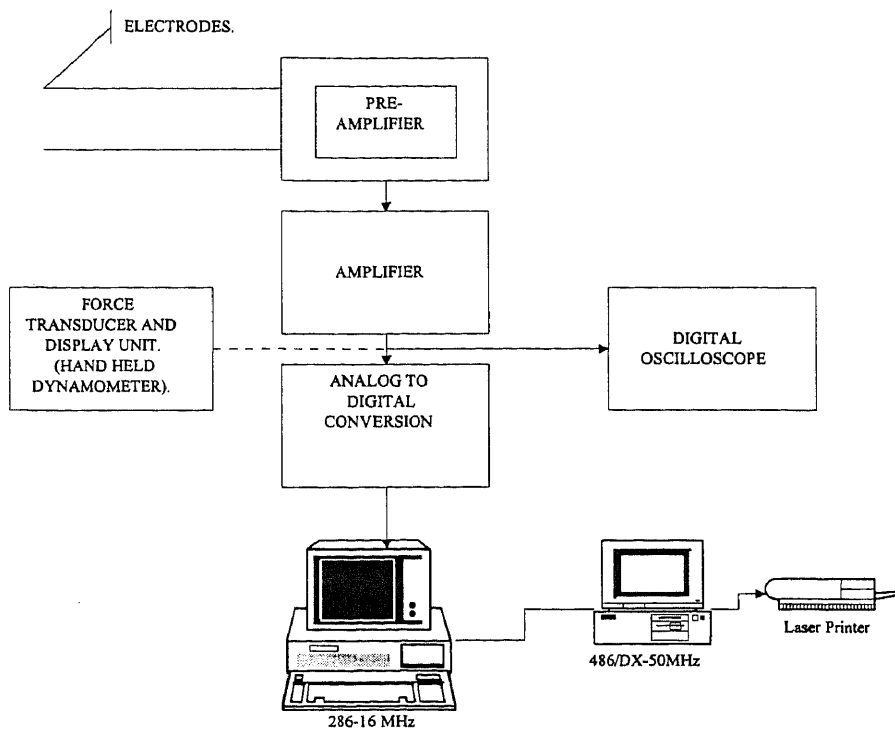 ELECTRODES.
PRE-
AMPLIFIER
AMPLIFIER
FORCE
TRANSDUCER AND
DISPLAY UNIT.
(HAND HELD
DYNAMOMETER).
DIGITAL
OSCILLOSCOPE
ANALOG TO
DIGITAL
CONVERSION
286-16 MHz
486/DX-50MHz
Laser Printer